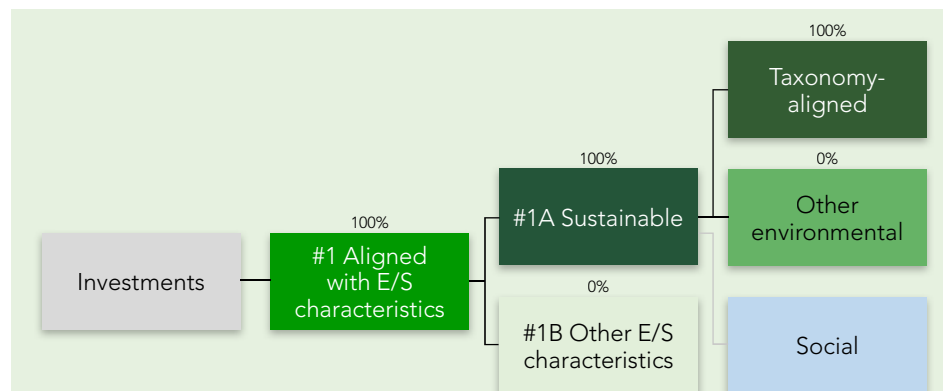 100%
Taxonomy-
aligned
100%
#1A Sustainable
0%
Other
environmental
100%
#1 Aligned
with E/S
characteristics
Investments
0%
#1B Other E/S
characteristics
Social